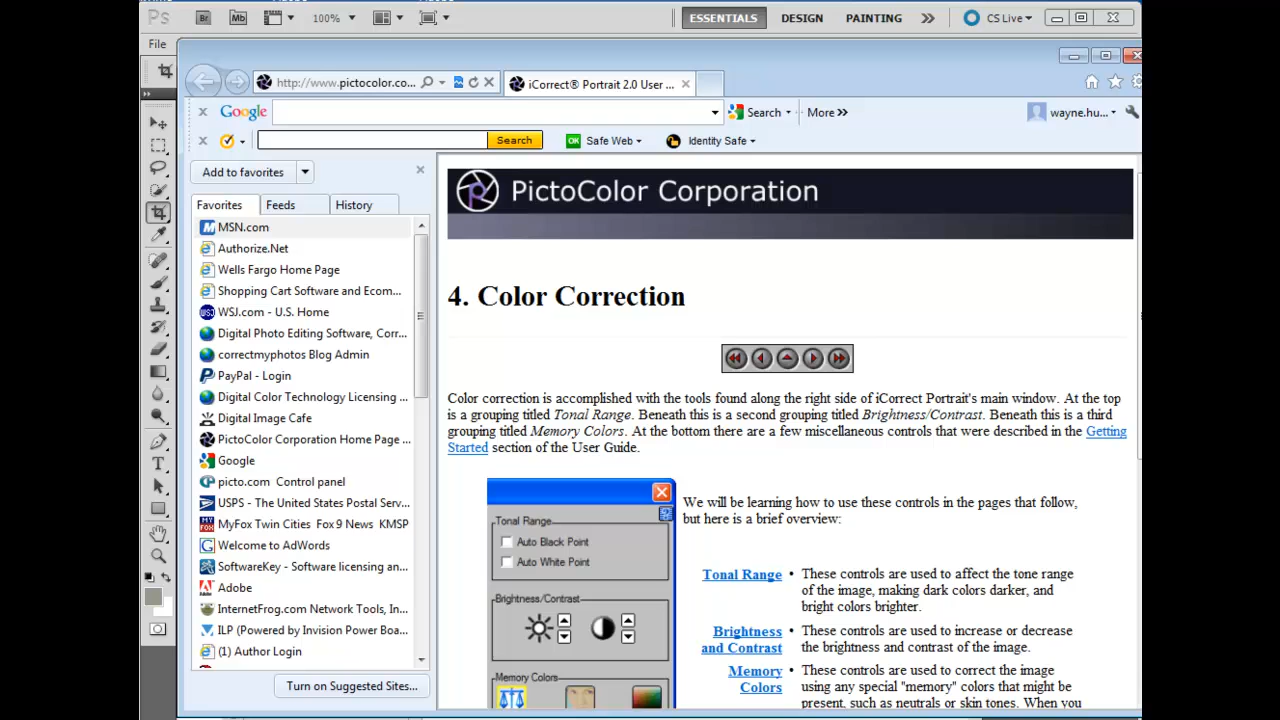 Ps Br Mb 100% ESSENTIALS DESIGN PAINTING CS Live
File
http://www.pictocolor.co... iCorrect® Portrait 2.0 User ...
x Google Search More wayne.hu...
x Search OK Safe Web Identity Safe
Add to favorites
Favorites Feeds History
MSN.com
Authorize.Net
Wells Fargo Home Page
Shopping Cart Software and Ecom...
WSJ.com - U.S. Home
Digital Photo Editing Software, Corr...
correctmyphotos Blog Admin
PayPal - Login
Digital Color Technology Licensing ...
Digital Image Cafe
PictoColor Corporation Home Page ...
Google
picto.com Control panel
USPS - The United States Postal Serv...
MyFox Twin Cities Fox 9 News KMSP
Welcome to AdWords
SoftwareKey - Software licensing an...
Adobe
InternetFrog.com Network Tools, In...
ILP (Powered by Invision Power Boa...
(1) Author Login
Turn on Suggested Sites...
PictoColor Corporation
4. Color Correction
Color correction is accomplished with the tools found along the right side of iCorrect Portrait's main window. At the top
is a grouping titled Tonal Range. Beneath this is a second grouping titled Brightness/Contrast. Beneath this is a third
grouping titled Memory Colors. At the bottom there are a few miscellaneous controls that were described in the Getting
Started section of the User Guide.
Tonal Range
Auto Black Point
Auto White Point
Brightness/Contrast
Memory Colors
We will be learning how to use these controls in the pages that follow,
but here is a brief overview:
Tonal Range • These controls are used to affect the tone range
of the image, making dark colors darker, and
bright colors brighter.
Brightness • These controls are used to increase or decrease
and Contrast the brightness and contrast of the image.
Memory • These controls are used to correct the image
Colors using any special "memory" colors that might be
present, such as neutrals or skin tones. When you